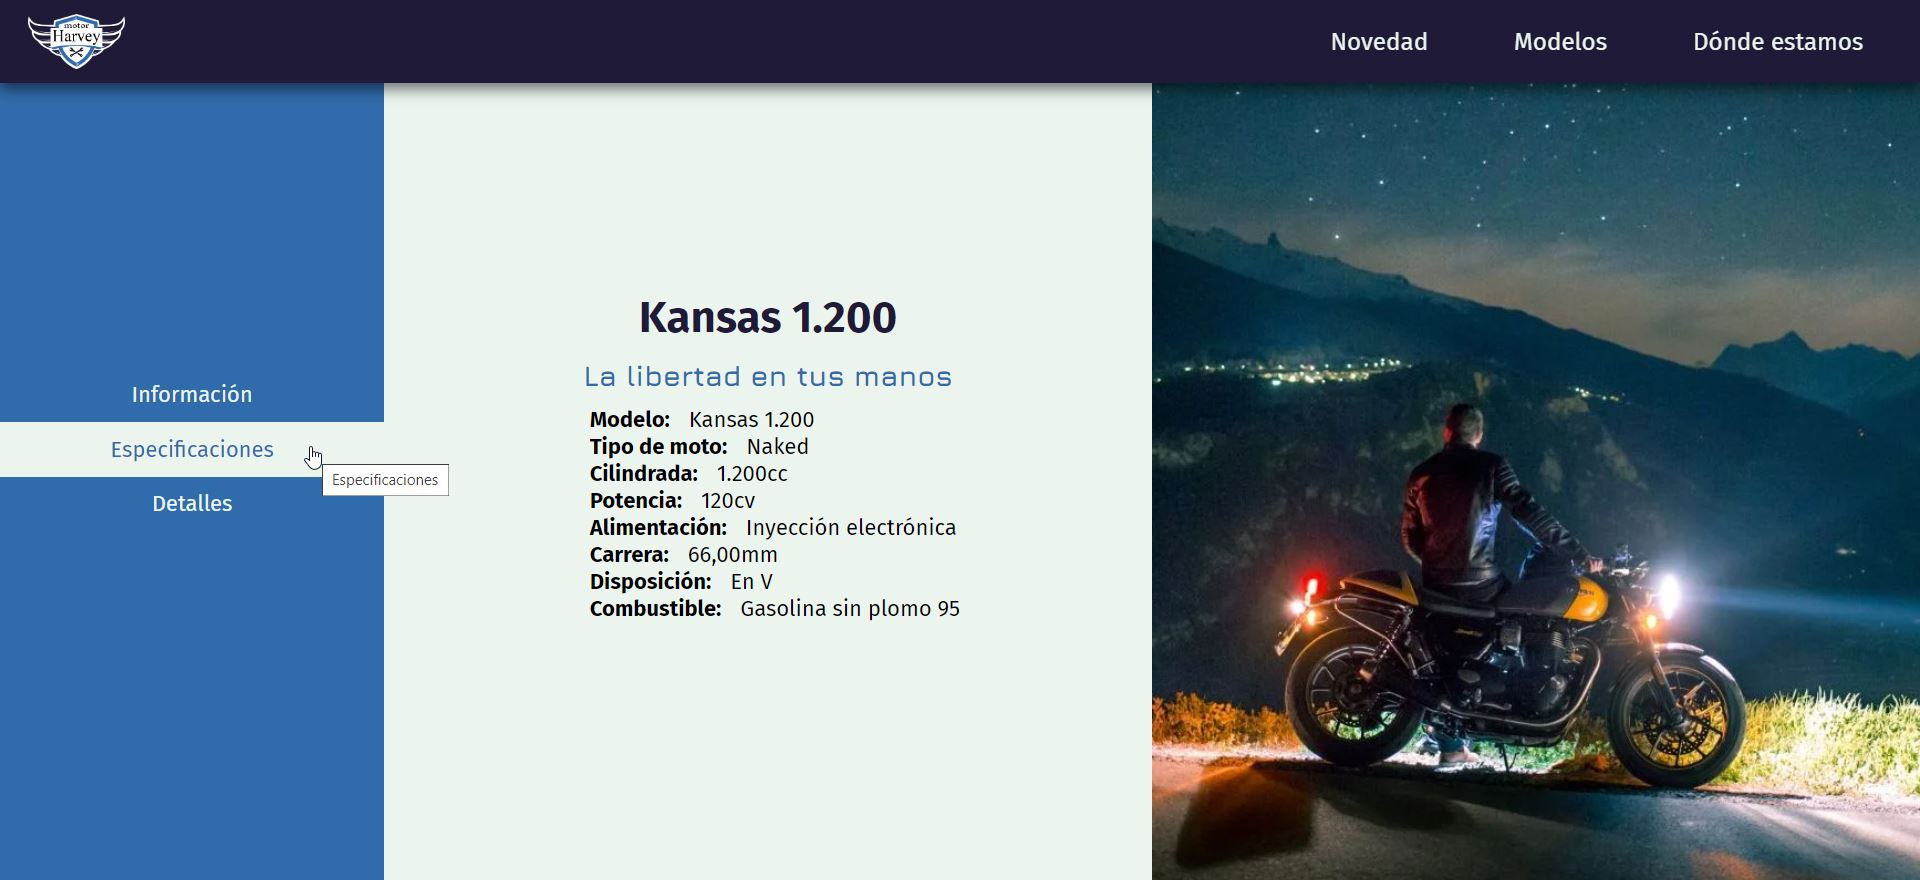 motor
Harvey
Novedad
Modelos
Dónde estamos
Información
Especificaciones
Especificaciones
Detalles
Kansas 1.200
La libertad en tus manos
Modelo: Kansas 1.200
Tipo de moto: Naked
Cilindrada: 1.200cc
Potencia: 120cv
Alimentación: Inyección electrónica
Carrera: 66,00mm
Disposición: En V
Combustible: Gasolina sin plomo 95